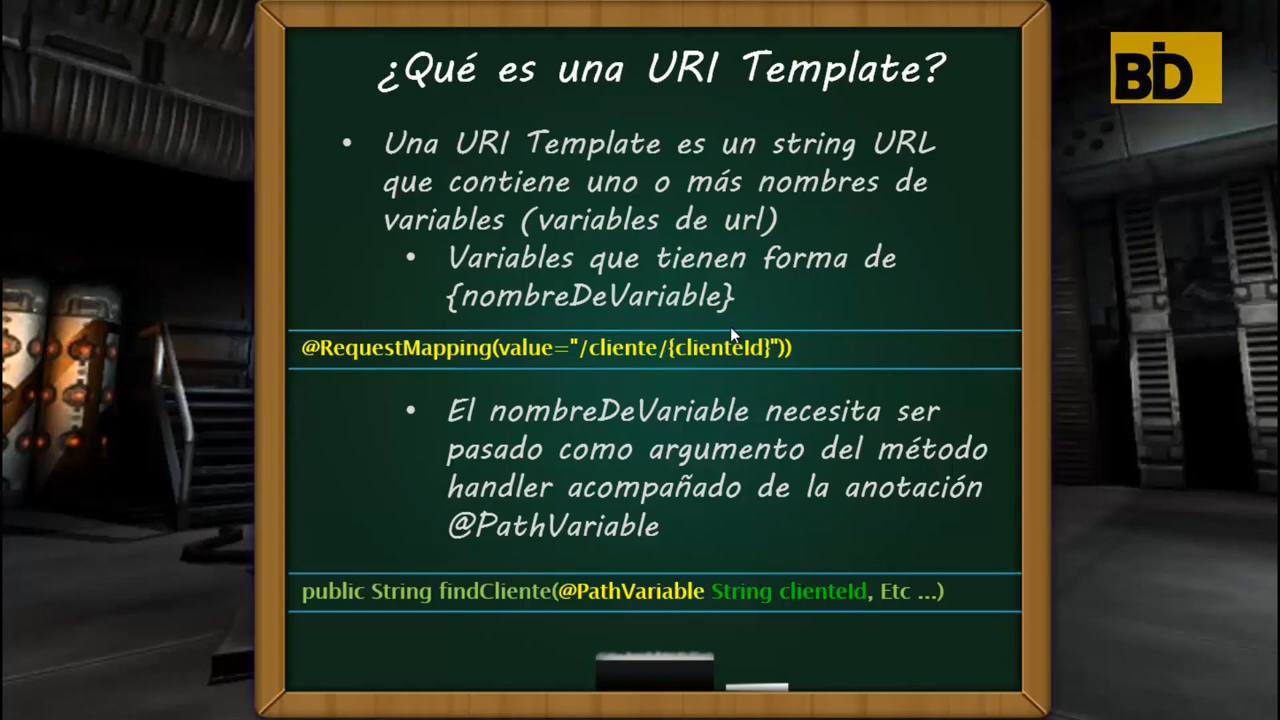 ¿Qué es una URI Template?
BID
• Una URI Template es un string URL
que contiene uno o más nombres de
variables (variables de url)
• Variables que tienen forma de
{nombreDeVariable}
@RequestMapping(value="/cliente/{clienteId}"))
• El nombreDeVariable necesita ser
pasado como argumento del método
handler acompañado de la anotación
@PathVariable
public String findCliente(@PathVariable String clienteId, Etc ...)